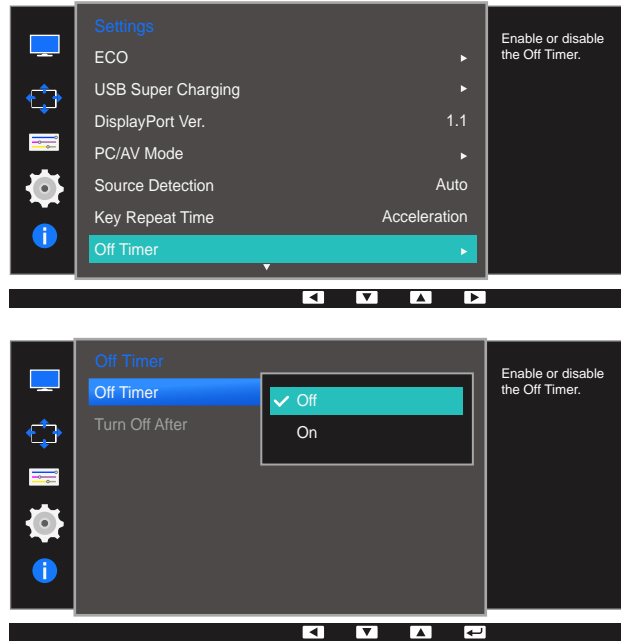 Settings
ECO
USB Super Charging
DisplayPort Ver. 1.1
PC/AV Mode
Source Detection Auto
Key Repeat Time Acceleration
Off Timer
Enable or disable
the Off Timer.
Off Timer
Off Timer
Off
Turn Off After
On
Enable or disable
the Off Timer.